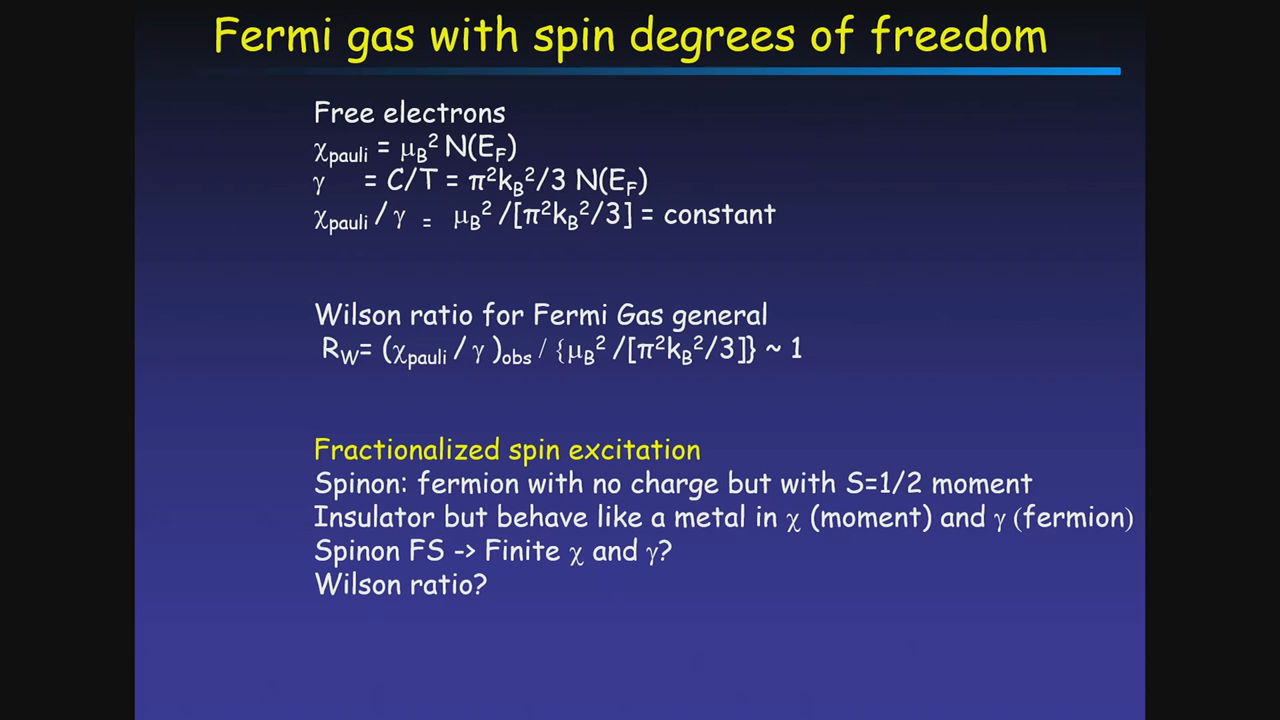 Fermi gas with spin degrees of freedom
Free electrons
χpauli = μB² N(EF)
γ = C/T = π²kB²/3 N(EF)
χpauli / γ = μB² /[π²kB²/3] = constant
Wilson ratio for Fermi Gas general
RW= (χpauli / γ )obs / {μB² /[π²kB²/3]} ~ 1
Fractionalized spin excitation
Spinon: fermion with no charge but with S=1/2 moment
Insulator but behave like a metal in χ (moment) and γ (fermion)
Spinon FS -> Finite χ and γ?
Wilson ratio?